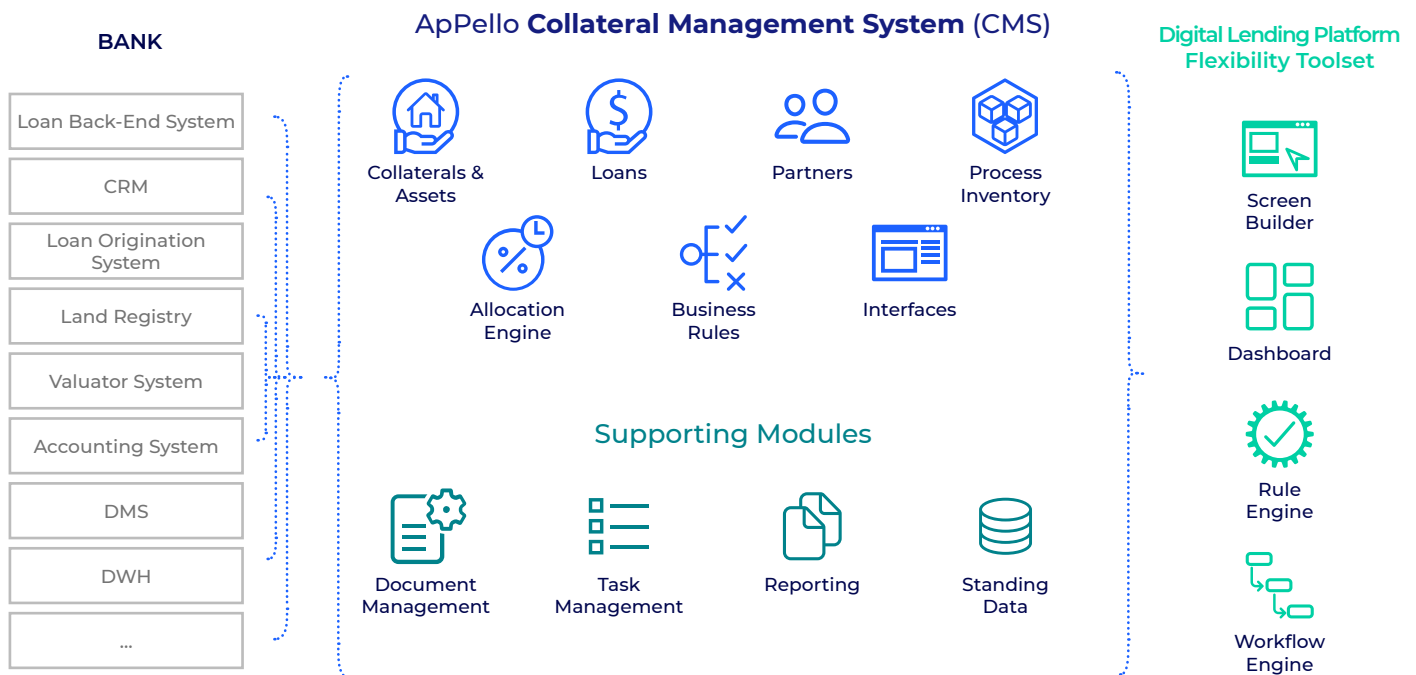 ApPello Collateral Management System (CMS)
BANK
Loan Back-End System
CRM
Loan Origination
System
Land Registry
Valuator System
Accounting System
DMS
DWH
...
Collaterals &
Assets
Loans
Partners
Process
Inventory
Allocation
Engine
Business
Rules
Interfaces
Supporting Modules
Document
Management
Task
Management
Reporting
Standing
Data
Digital Lending Platform
Flexibility Toolset
Screen
Builder
Dashboard
Rule
Engine
Workflow
Engine